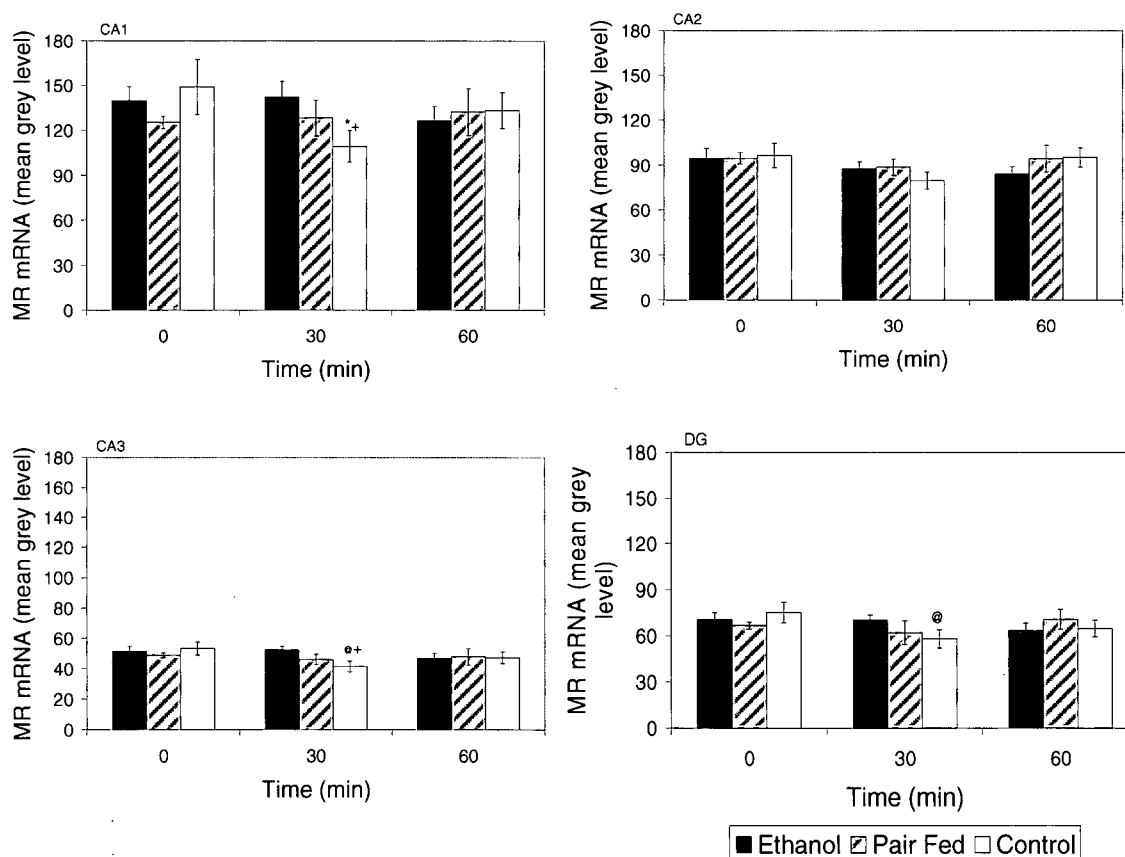 CA1
MR mRNA (mean grey level)
180
150
120
90
60
30
0
*+
0 30 60
Time (min)
CA2
MR mRNA (mean grey level)
180
150
120
90
60
30
0
0 30 60
Time (min)
CA3
MR mRNA (mean grey level)
180
160
140
120
100
80
60
40
20
0
@+
0 30 60
Time (min)
DG
MR mRNA (mean grey
level)
180
150
120
90
60
30
0
@
0 30 60
Time (min)
Ethanol Pair Fed Control